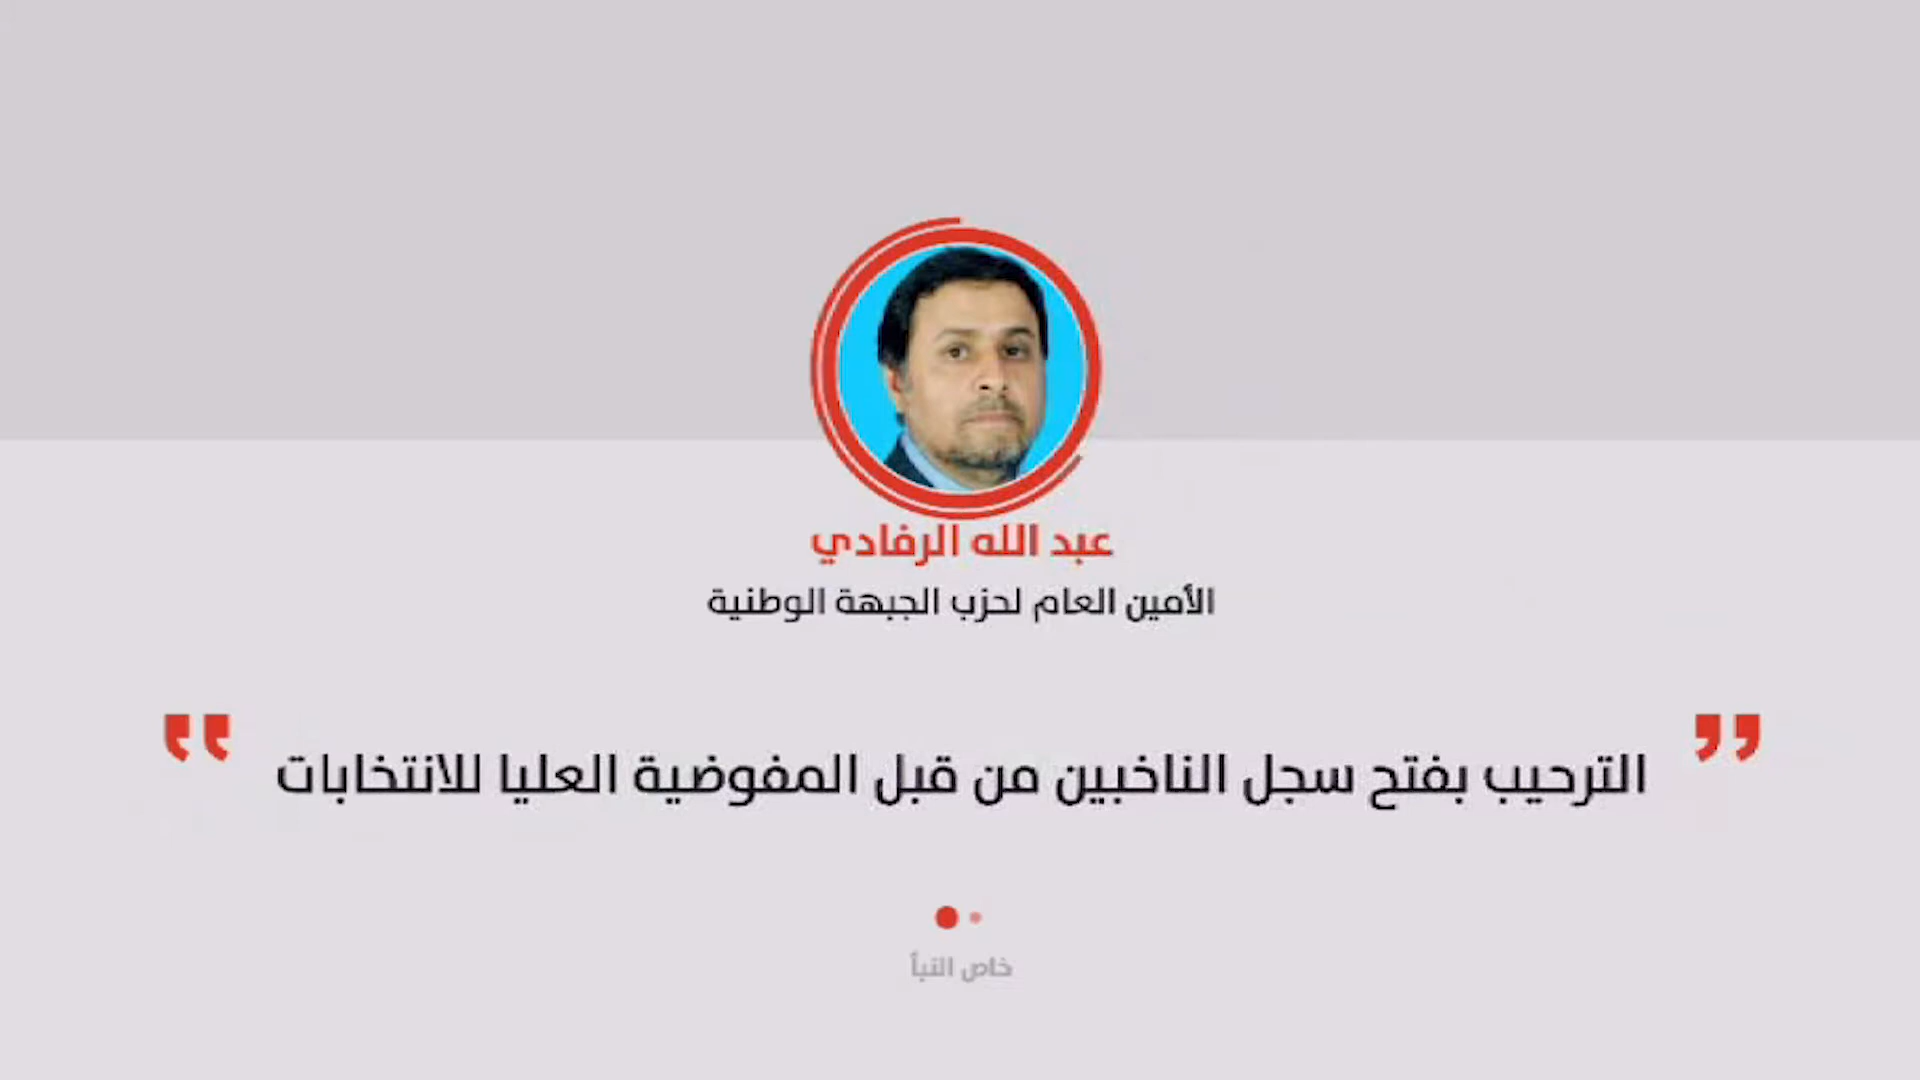 عبد الله الرفادي
الأمين العام لحزب الجبهة الوطنية
" الترحيب بفتح سجل الناخبين من قبل المفوضية العليا للانتخابات "
خاص النبأ